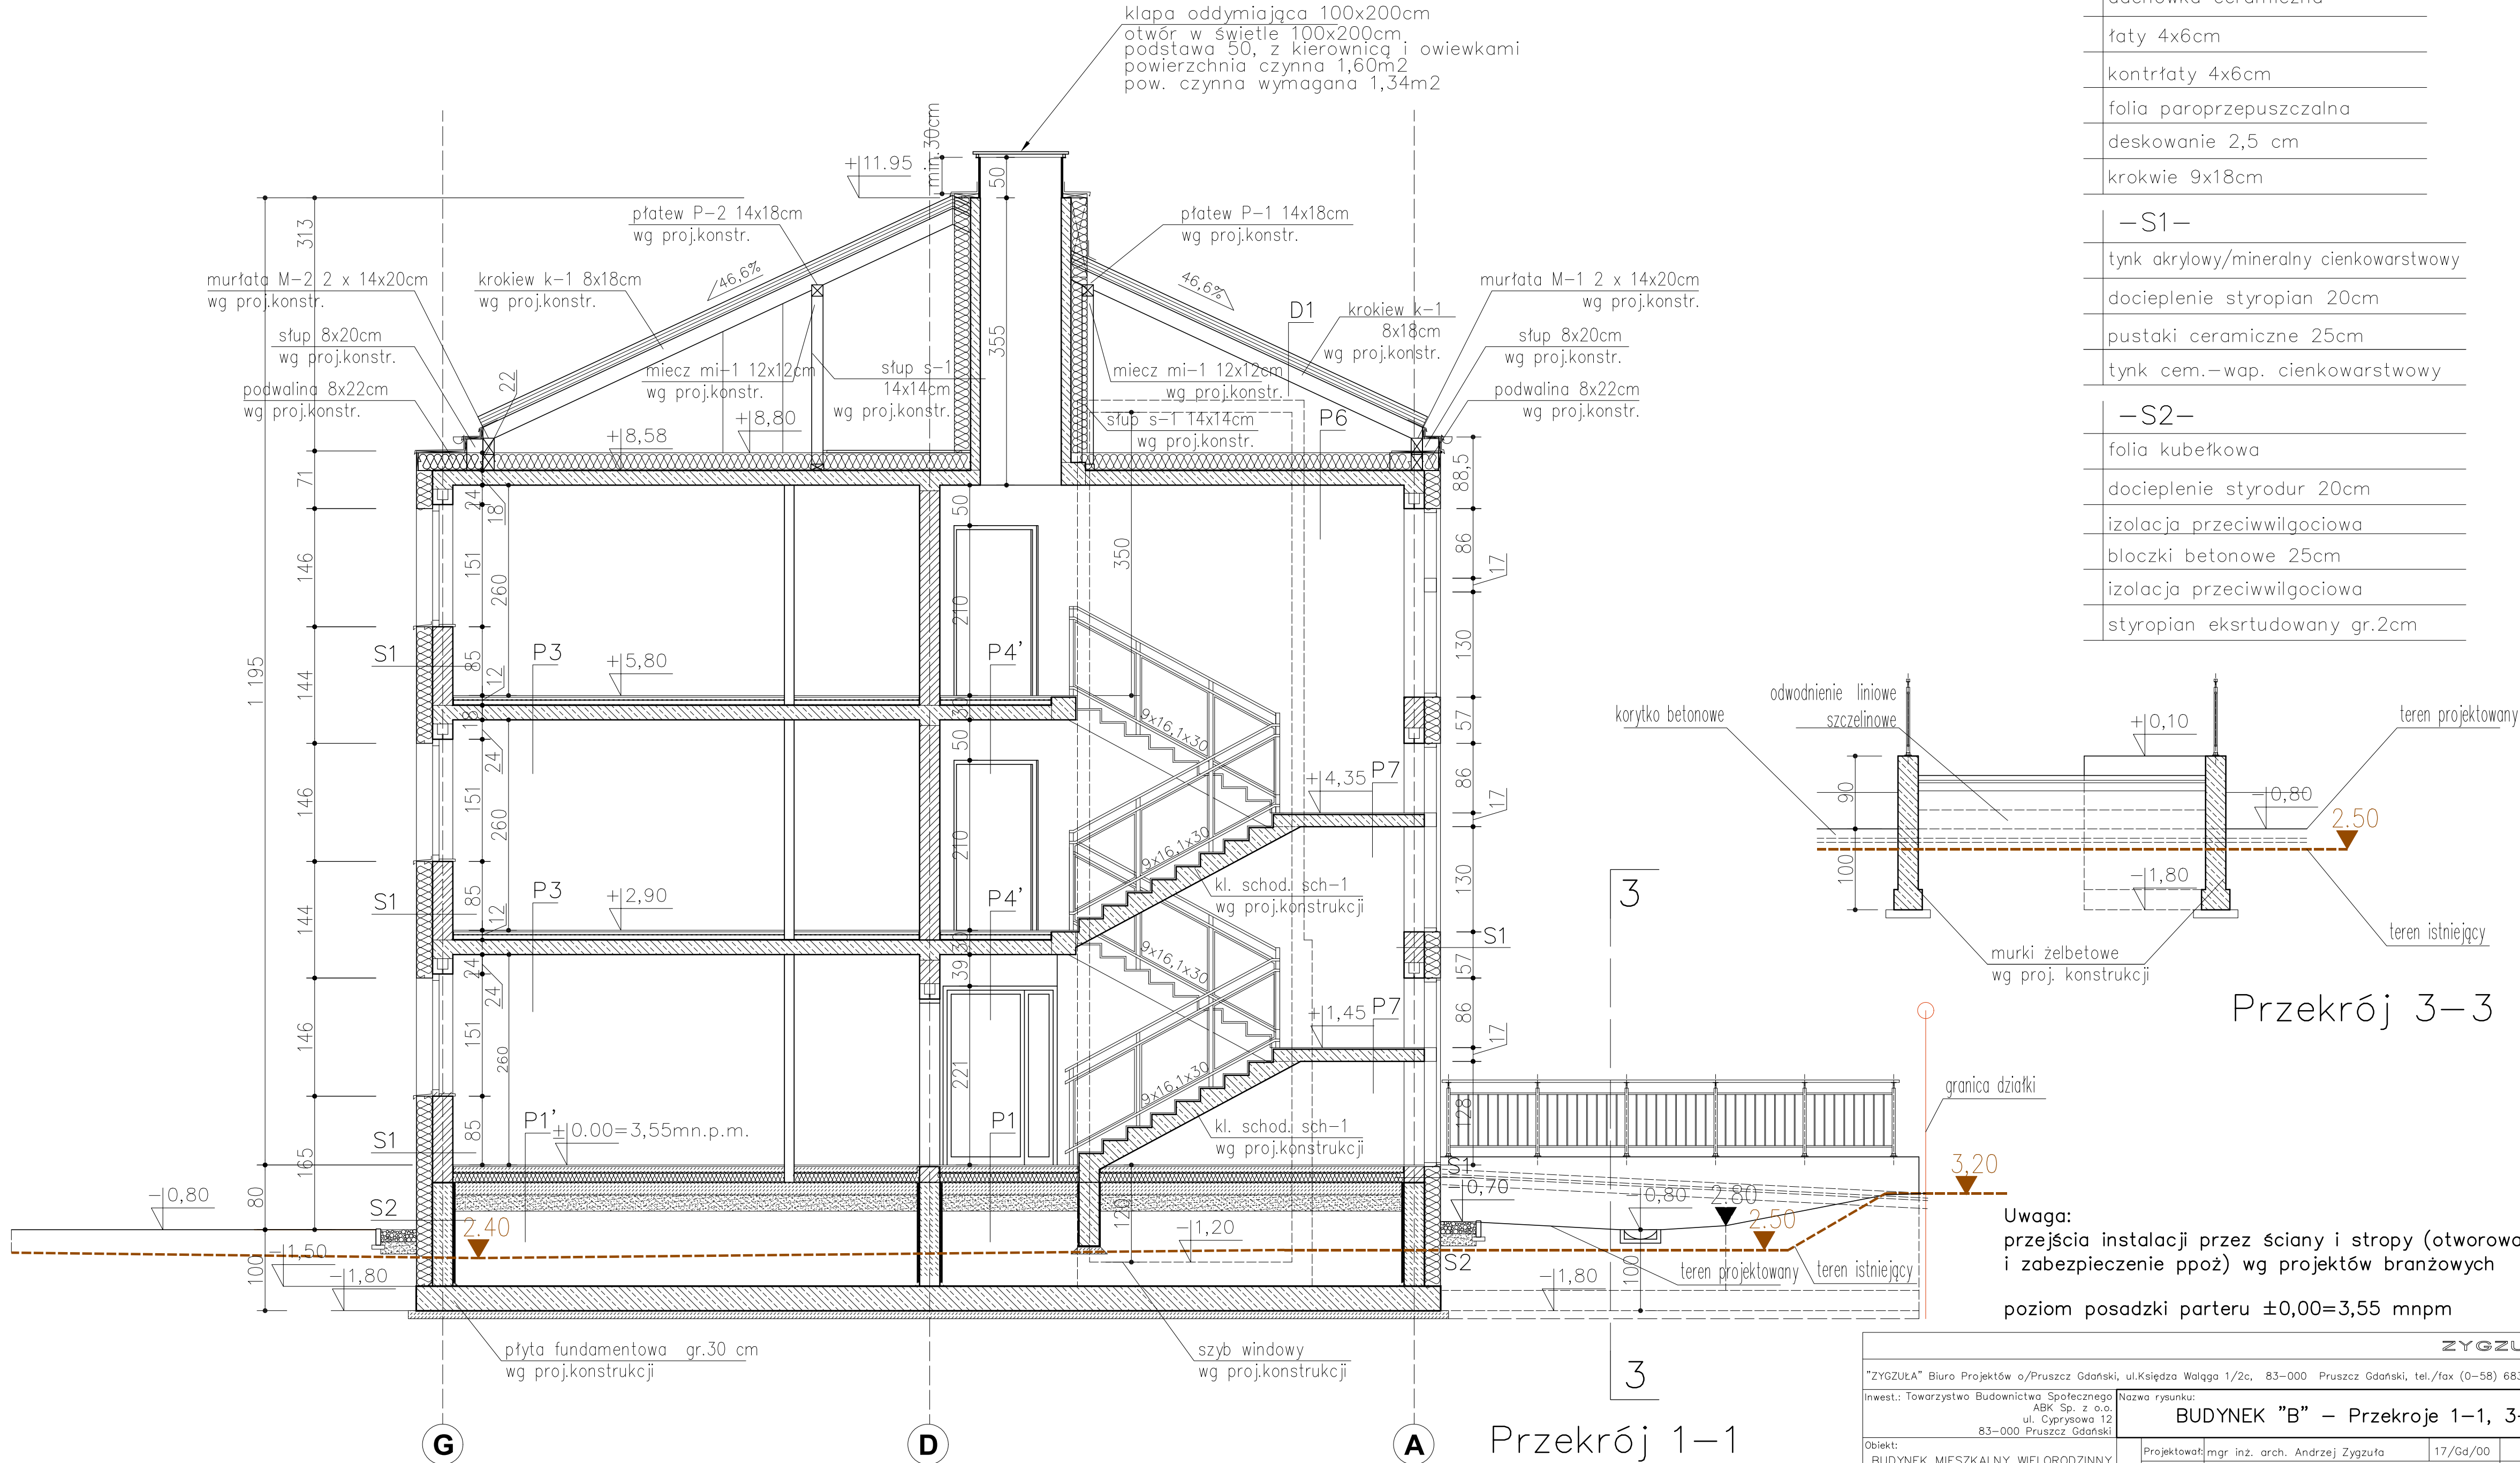 klapa oddymiająca 100x200cm
otwór w świetle 100x200cm
podstawa 50, z kierownicą i owiewkami
powierzchnia czynna 1,60m2
pow. czynna wymagana 1,34m2
min.30cm
+11.95
50
313
płatew P-2 14x18cm
wg proj.konstr.
płatew P-1 14x18cm
wg proj.konstr.
murłata M-2 2 x 14x20cm
wg proj.konstr.
krokiew k-1 8x18cm
wg proj.konstr.
46,6%
46,6%
murłata M-1 2 x 14x20cm
wg proj.konstr.
D1
krokiew k-1
8x18cm
wg proj.konstr.
słup 8x20cm
wg proj.konstr.
słup 8x20cm
wg proj.konstr.
355
22
podwalina 8x22cm
wg proj.konstr.
miecz mi-1 12x12cm
wg proj.konstr.
słup s-1
14x14cm
wg proj.konstr.
miecz mi-1 12x12cm
wg proj.konstr.
podwalina 8x22cm
wg proj.konstr.
słup s-1 14x14cm
wg proj.konstr.
P6
+8,80
+8,58
71
24
18
50
88,5
146
151
260
210
350
86
17
1195
144
S1
85
12
P3
+5,80
P4'
130
18
30
57
9x16,1x30
24
50
146
151
260
210
+4,35
P7
86
17
9x16,1x30
kl. schod. sch-1
wg proj.konstrukcji
144
S1
85
12
P3
+2,90
P4'
130
24
24
30
39
S1
57
9x16,1x30
146
151
260
221
+1,45
P7
86
17
9x16,1x30
kl. schod. sch-1
wg proj.konstrukcji
165
S1
85
P1'
±0.00=3,55mn.p.m.
P1
128
S1
-0,80
80
S2
2.40
120
-1,20
-0,70
-0,80
2.80
2.50
3,20
-1,50
100
-1,80
S2
-1,80
100
teren projektowany
teren istniejący
płyta fundamentowa gr.30 cm
wg proj.konstrukcji
szyb windowy
wg proj.konstrukcji
3
3
G
D
A
Przekrój 1-1
łaty 4x6cm
kontrłaty 4x6cm
folia paroprzepuszczalna
deskowanie 2,5 cm
krokwie 9x18cm
-S1-
tynk akrylowy/mineralny cienkowarstwowy
docieplenie styropian 20cm
pustaki ceramiczne 25cm
tynk cem.-wap. cienkowarstwowy
-S2-
folia kubełkowa
docieplenie styrodur 20cm
izolacja przeciwwilgociowa
bloczki betonowe 25cm
izolacja przeciwwilgociowa
styropian eksrtudowany gr.2cm
odwodnienie liniowe
szczelinowe
korytko betonowe
+0,10
teren projektowany
90
-0,80
2.50
100
-1,80
teren istniejący
murki żelbetowe
wg proj. konstrukcji
Przekrój 3-3
granica działki
Uwaga:
przejścia instalacji przez ściany i stropy (otworowa
i zabezpieczenie ppoż) wg projektów branżowych
poziom posadzki parteru ±0,00=3,55 mnpm
ZYGZU
"ZYGZUŁA" Biuro Projektów o/Pruszcz Gdański, ul.Księdza Waląga 1/2c, 83-000 Pruszcz Gdański, tel./fax (0-58) 683
Inwest.: Towarzystwo Budownictwa Społecznego
ABK Sp. z o.o.
ul. Cyprysowa 12
83-000 Pruszcz Gdański
Nazwa rysunku:
BUDYNEK "B" - Przekroje 1-1, 3-
Obiekt:
BUDYNEK MIESZKALNY WIELORODZINNY
Projektował: mgr inż. arch. Andrzej Zygzuła 17/Gd/00